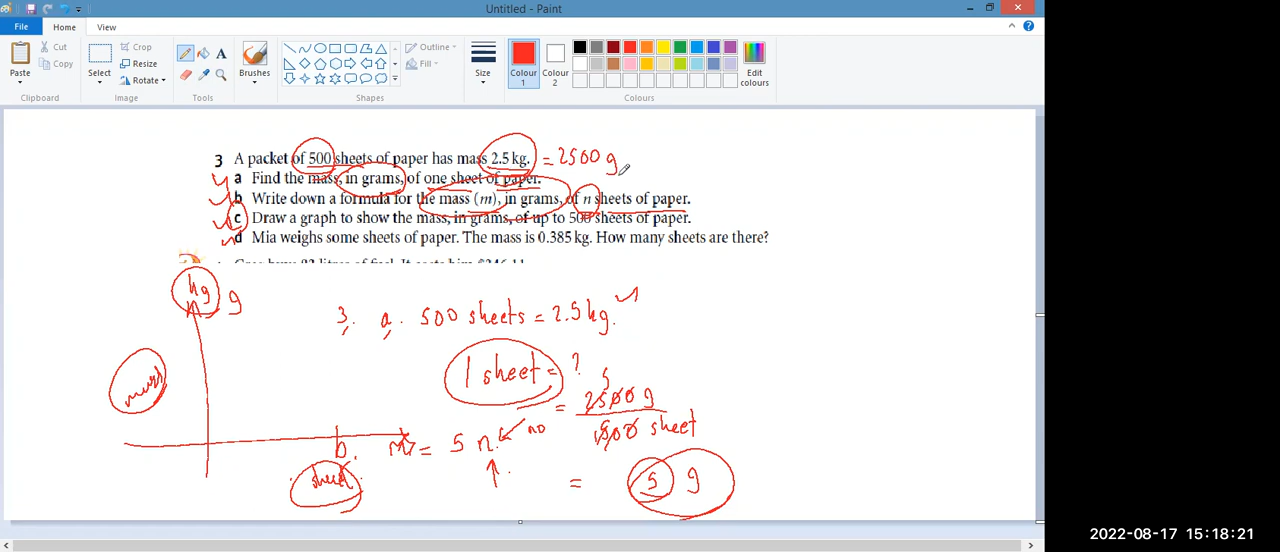 Untitled - Paint
File Home View
Paste Cut Copy Select Crop Resize Rotate Brushes Outline Fill Size Colour 1 Colour 2 Edit colours
Clipboard Image Tools Shapes Colours
3 A packet of 500 sheets of paper has mass 2.5 kg. = 2500 g
a Find the mass, in grams, of one sheet of paper.
b Write down a formula for the mass (m), in grams, of n sheets of paper.
c Draw a graph to show the mass, in grams, of up to 500 sheets of paper.
d Mia weighs some sheets of paper. The mass is 0.385 kg. How many sheets are there?
kg g
3. a. 500 sheets = 2.5 kg.
1 sheet = ?
mass
= 2500 g 5
500 sheet
b. m = 5 n. no
sheet
= 5 g
2022-08-17 15:18:21